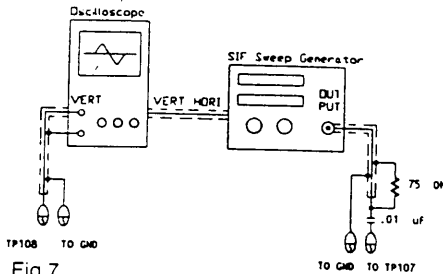 Oscilloscope
SIF Sweep Generator
VERT
VERT HORI
OUT
PUT
75
.01 uF
TP108 TO GND
TO GND TO TP107
Fig 7